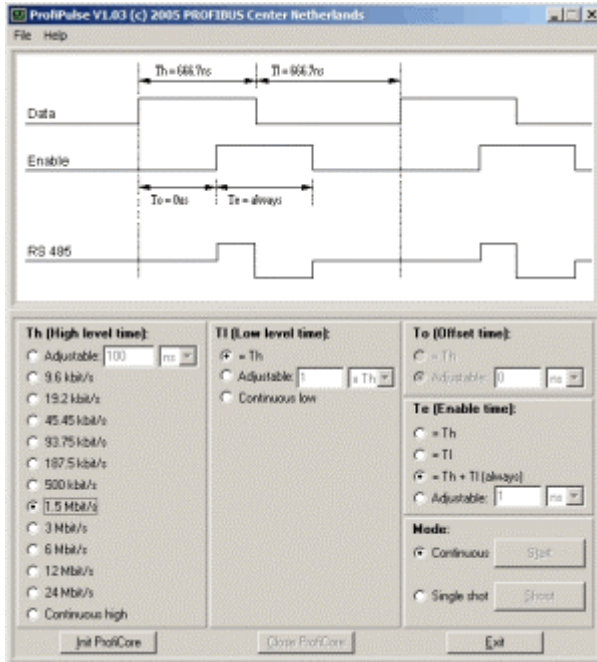 ProfiPulse V1.03 (c) 2005 PROFIBUS Center Netherlands
File Help
Th = 666.7ns Tl = 666.7ns
Data
Enable
To = 0ns Te = always
RS 485
Th (High level time):
Adjustable: 100 ns
9.6 kbit/s
19.2 kbit/s
45.45 kbit/s
93.75 kbit/s
187.5 kbit/s
500 kbit/s
1.5 Mbit/s
3 Mbit/s
6 Mbit/s
12 Mbit/s
24 Mbit/s
Continuous high
Tl (Low level time):
= Th
Adjustable: 1 x Th
Continuous low
To (Offset time):
= Th
Adjustable: 0 ns
Te (Enable time):
= Th
= Tl
= Th + Tl (always)
Adjustable: 1 ns
Mode:
Continuous Start
Single shot Shoot
Init ProfiCore Close ProfiCore Exit